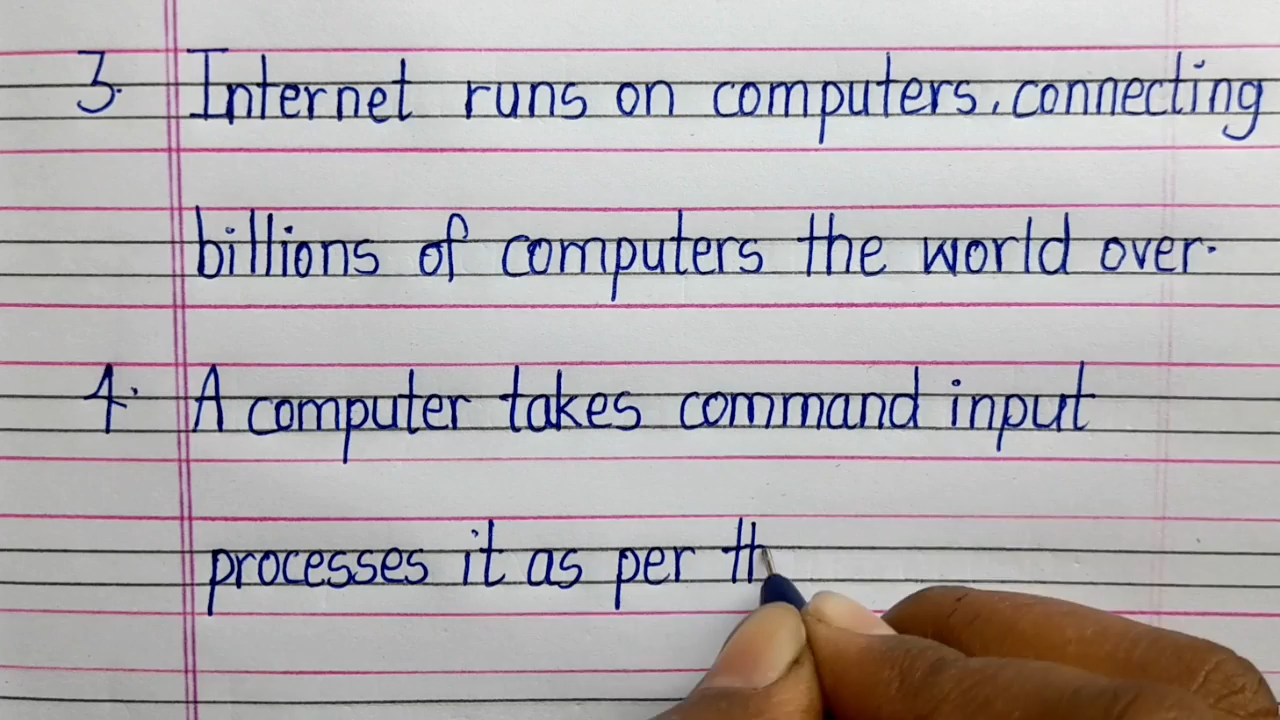 3. Internet runs on computers, connecting
billions of computers the world over.
4. A computer takes command input
processes it as per th